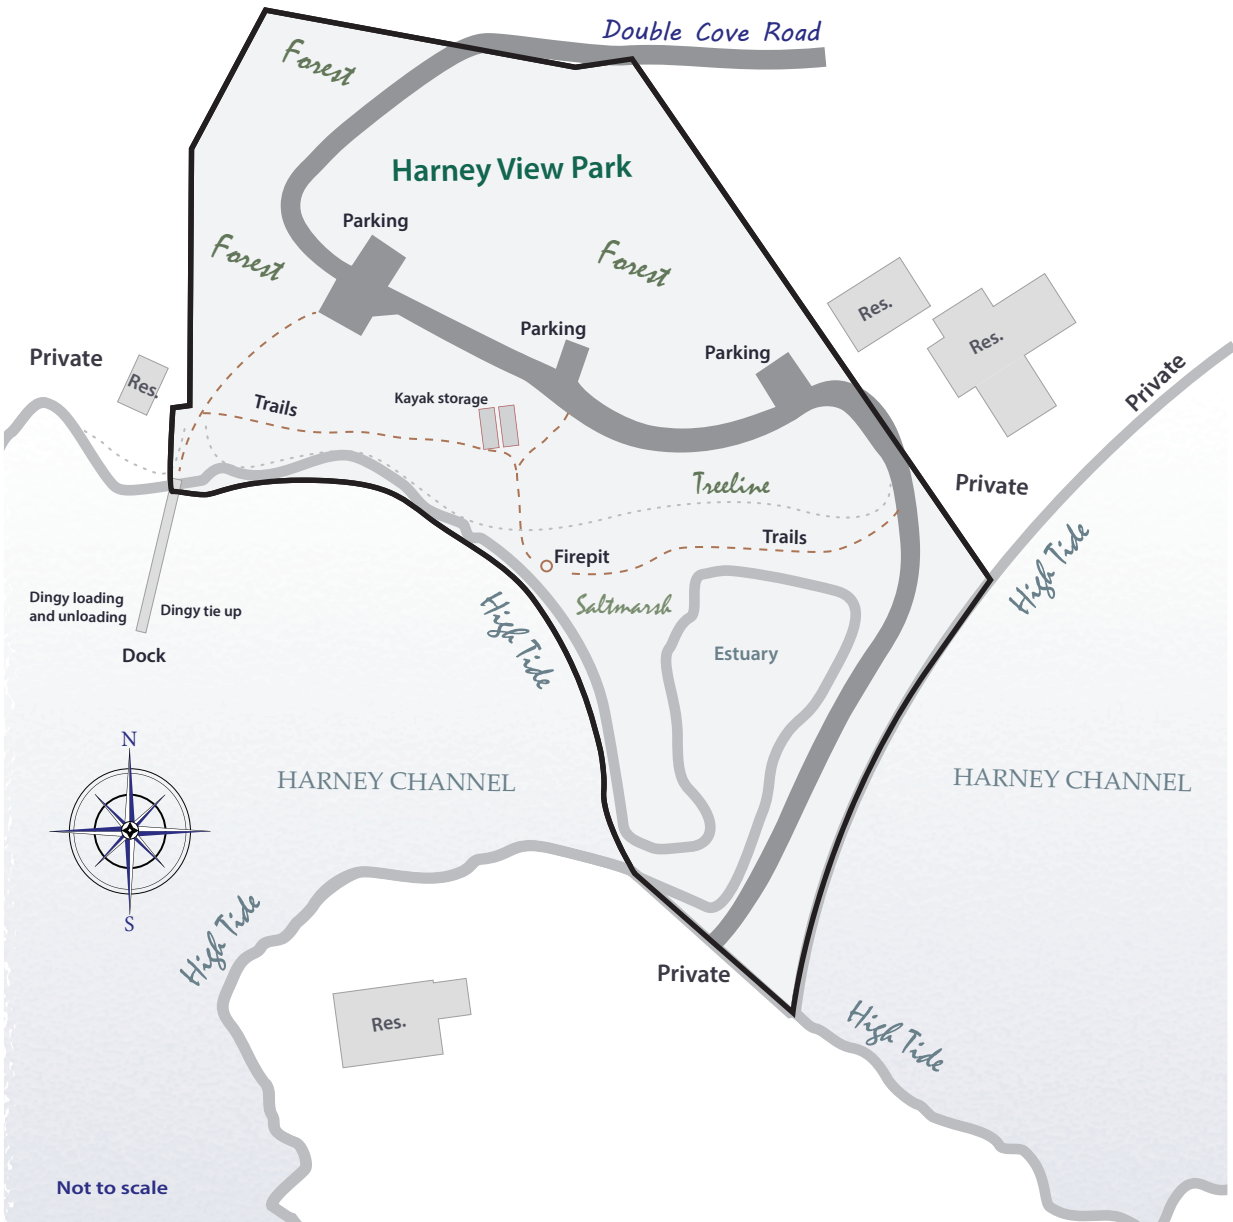 Double Cove Road
Forest
Harney View Park
Parking
Forest
Forest
Res.
Parking
Res.
Private
Parking
Private
Res.
Kayak storage
Trails
Treeline
Private
Trails
Firepit
High Tide
Dingy loading
and unloading
Dingy tie up
Saltmarsh
High Tide
Dock
Estuary
N
HARNEY CHANNEL
HARNEY CHANNEL
S
High Tide
Private
Res.
High Tide
Not to scale